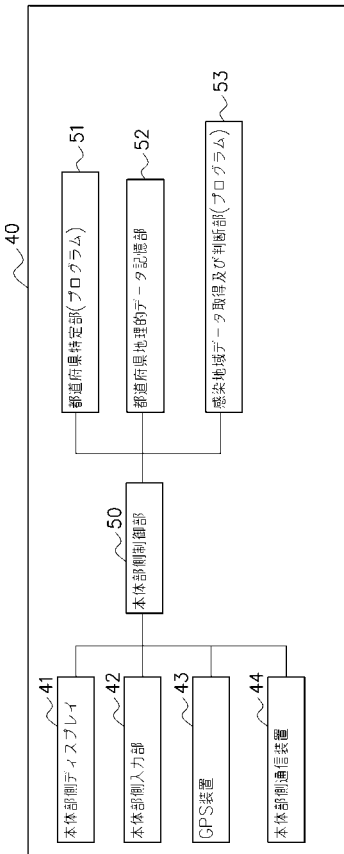 40
41
本体部側ディスプレイ
42
本体部側入力部
43
GPS装置
44
本体部側通信装置
50
本体部側制御部
51
都道府県特定部(プログラム)
52
都道府県地理的データ記憶部
53
感染地域データ取得及び判断部(プログラム)